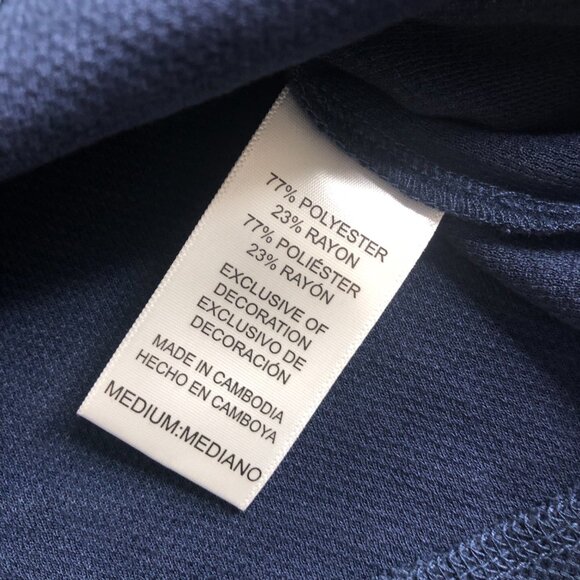 77% POLYESTER
23% RAYON
77% POLIÉSTER
23% RAYÓN
EXCLUSIVE OF
DECORATION
EXCLUSIVO DE
DECORACIÓN
MADE IN CAMBODIA
HECHO EN CAMBOYA
MEDIUM:MEDIANO